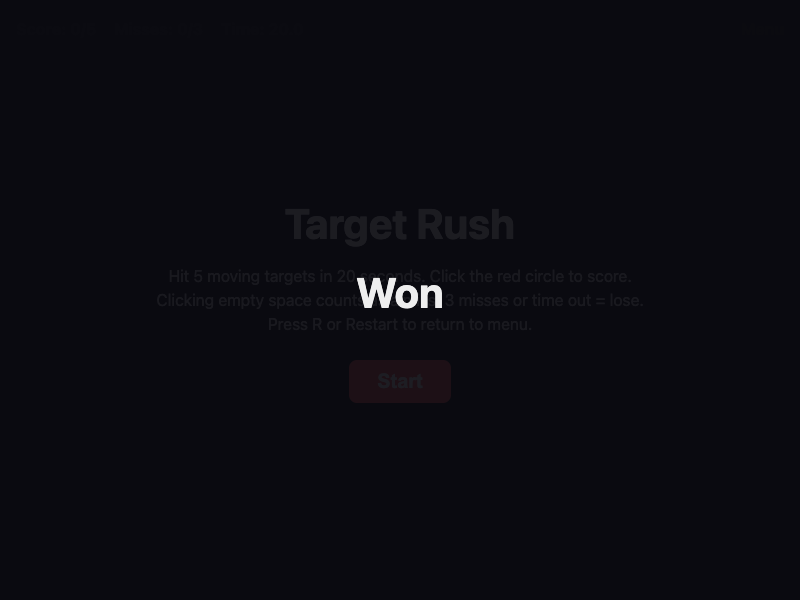 Target Rush
Hit 5 moving targets in 20 seconds. Click the red circle to score.
Clicking empty space counts 3 misses or time out = lose.
Won
Press R or Restart to return to menu.
Start